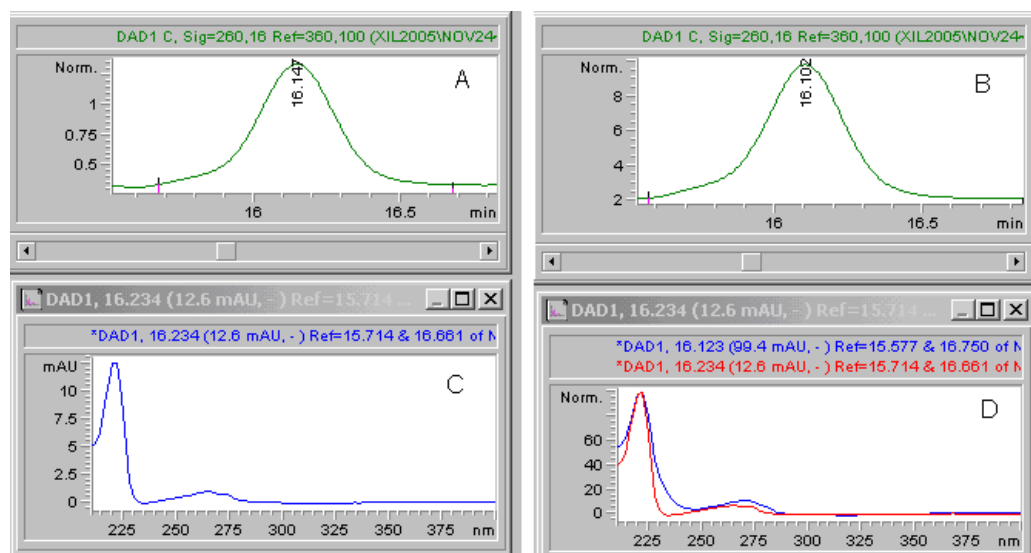 DAD1 C, Sig=260,16 Ref=360,100 (XIL2005\NOV24
Norm.
A
16.147
1
0.75
0.5
16 16.5 min
DAD1, 16.234 (12.6 mAU, - ) Ref=15.714 ...
*DAD1, 16.234 (12.6 mAU, - ) Ref=15.714 & 16.661 of N
mAU
C
10
7.5
5
2.5
0
225 250 275 300 325 350 375 nm
DAD1 C, Sig=260,16 Ref=360,100 (XIL2005\NOV24
Norm.
B
16.102
8
6
4
2
16 16.5 min
DAD1, 16.234 (12.6 mAU, - ) Ref=15.714
*DAD1, 16.123 (99.4 mAU, - ) Ref=15.577 & 16.750 of N
*DAD1, 16.234 (12.6 mAU, - ) Ref=15.714 & 16.661 of N
Norm.
D
60
40
20
0
225 250 275 300 325 350 375 nm